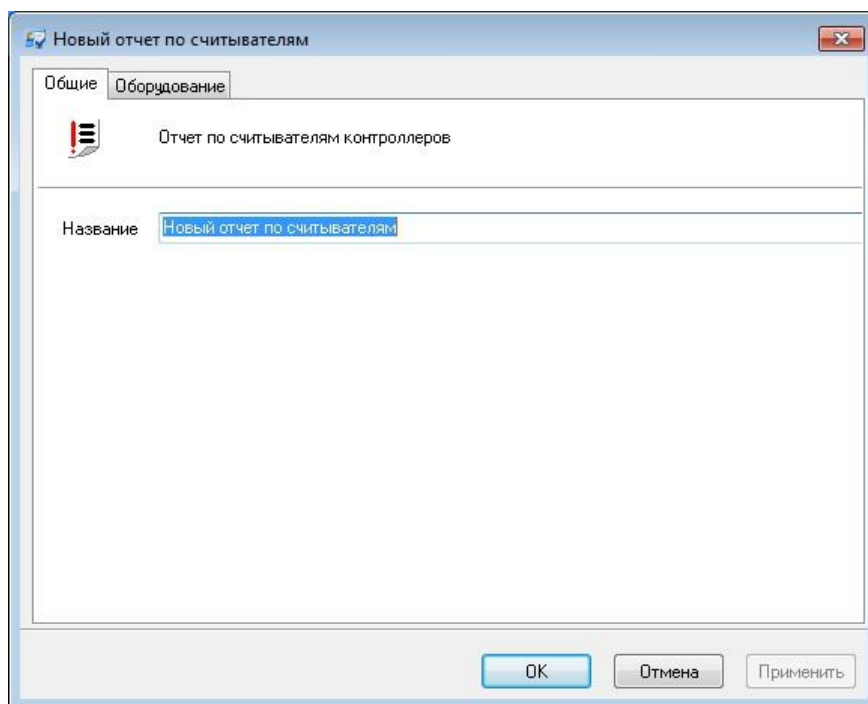 Новый отчет по считывателям
Общие Оборудование
Отчет по считывателям контроллеров
Название Новый отчет по считывателям
OK Отмена Применить